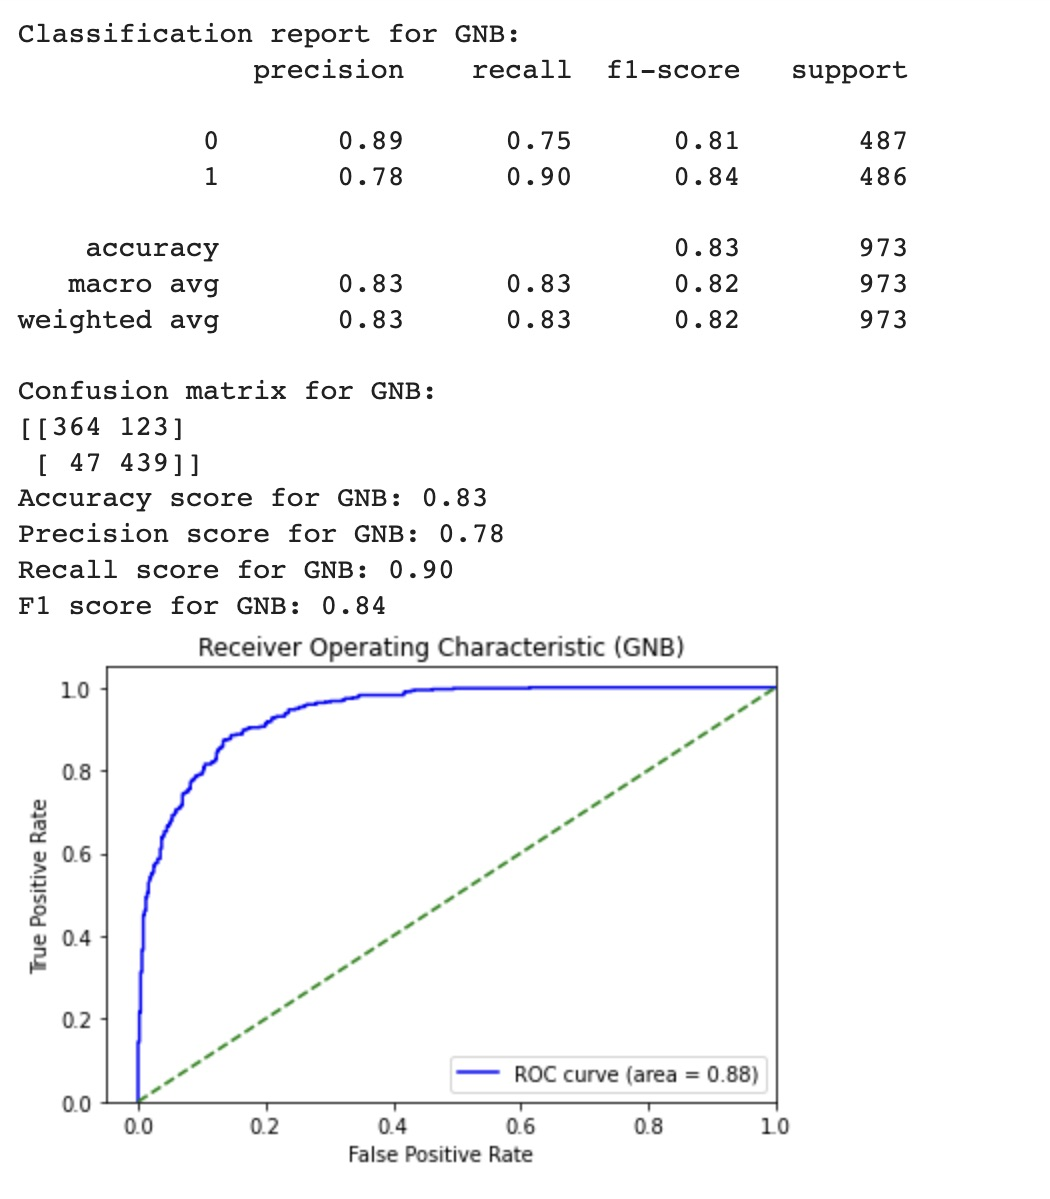 Classification report for GNB:
precision recall f1-score support
0 0.89 0.75 0.81 487
1 0.78 0.90 0.84 486
accuracy 0.83 973
macro avg 0.83 0.83 0.82 973
weighted avg 0.83 0.83 0.82 973
Confusion matrix for GNB:
[[364 123]
[ 47 439]]
Accuracy score for GNB: 0.83
Precision score for GNB: 0.78
Recall score for GNB: 0.90
F1 score for GNB: 0.84
Receiver Operating Characteristic (GNB)
1.0
0.8
0.6
0.4
0.2
0.0
True Positive Rate
ROC curve (area = 0.88)
0.0 0.2 0.4 0.6 0.8 1.0
False Positive Rate